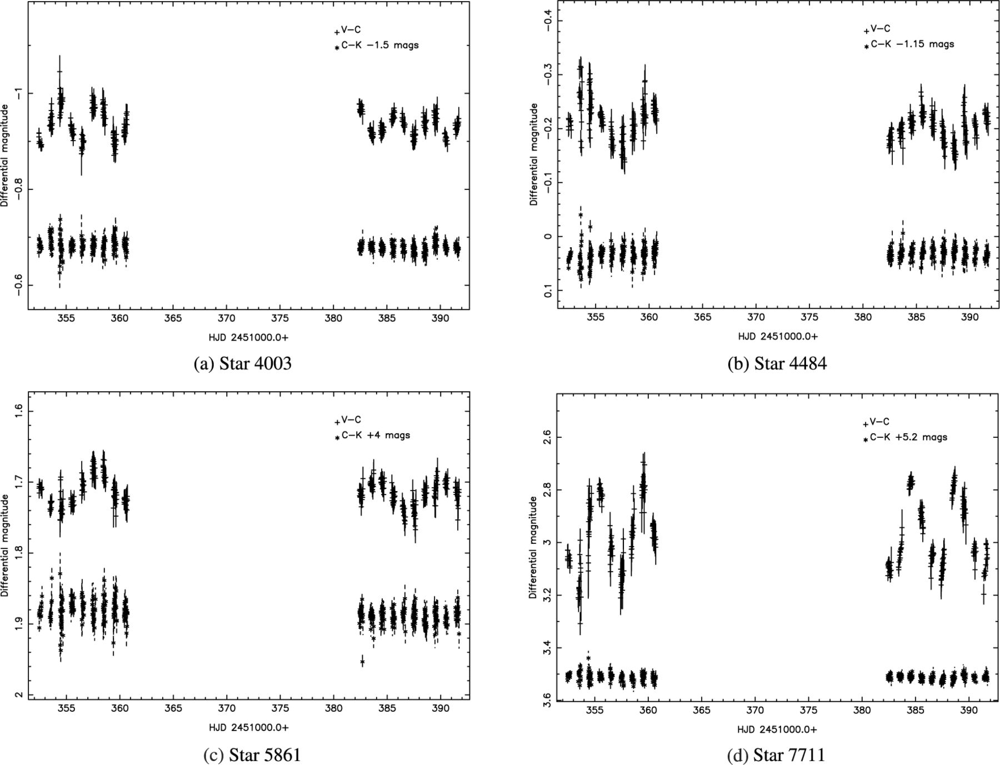 V−C
C−K −1.5 mags
−1
−0.8
−0.6
Differential magnitude
355 360 365 370 375 380 385 390
HJD 2451000.0+
(a) Star 4003
V−C
C−K −1.15 mags
−0.4
−0.3
−0.2
−0.1
0
0.1
Differential magnitude
355 360 365 370 375 380 385 390
HJD 2451000.0+
(b) Star 4484
V−C
C−K +4 mags
1.6
1.7
1.8
1.9
2
Differential magnitude
355 360 365 370 375 380 385 390
HJD 2451000.0+
(c) Star 5861
V−C
C−K +5.2 mags
2.6
2.8
3
3.2
3.4
3.6
Differential magnitude
355 360 365 370 375 380 385 390
HJD 2451000.0+
(d) Star 7711